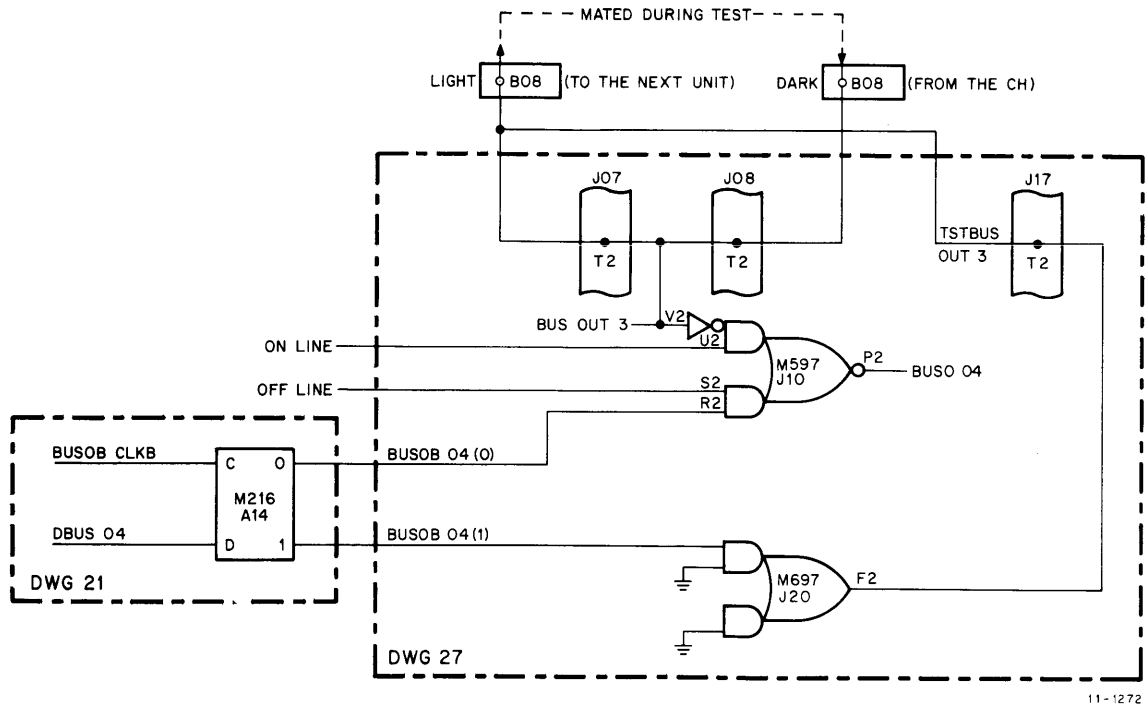 MATED DURING TEST
LIGHT B08 (TO THE NEXT UNIT)
DARK B08 (FROM THE CH)
J07
J08
J17
T2
T2
TSTBUS
OUT 3
T2
BUS OUT 3
V2
U2
ON LINE
M597
J10
P2
BUSO 04
OFF LINE
S2
R2
BUSOB CLKB
C
0
BUSOB 04 (0)
M216
A14
DBUS 04
D
1
BUSOB 04 (1)
DWG 21
M697
J20
F2
DWG 27
11-1272